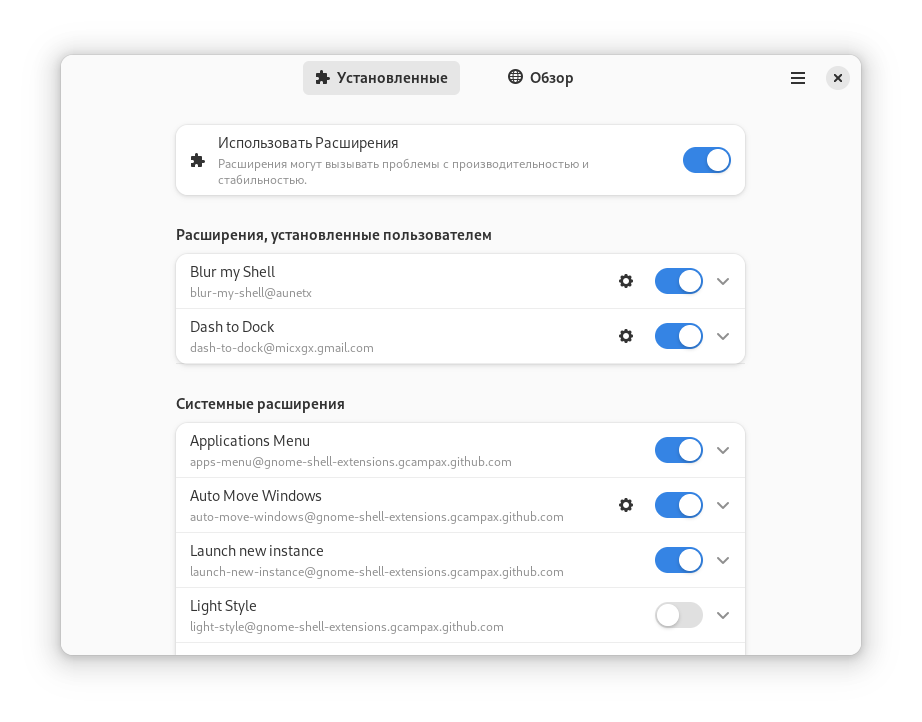 Установленные
Обзор
Использовать Расширения
Расширения могут вызывать проблемы с производительностью и
стабильностью.
Расширения, установленные пользователем
Blur my Shell
blur-my-shell@aunetx
Dash to Dock
dash-to-dock@micxgx.gmail.com
Системные расширения
Applications Menu
apps-menu@gnome-shell-extensions.gcampax.github.com
Auto Move Windows
auto-move-windows@gnome-shell-extensions.gcampax.github.com
Launch new instance
launch-new-instance@gnome-shell-extensions.gcampax.github.com
Light Style
light-style@gnome-shell-extensions.gcampax.github.com